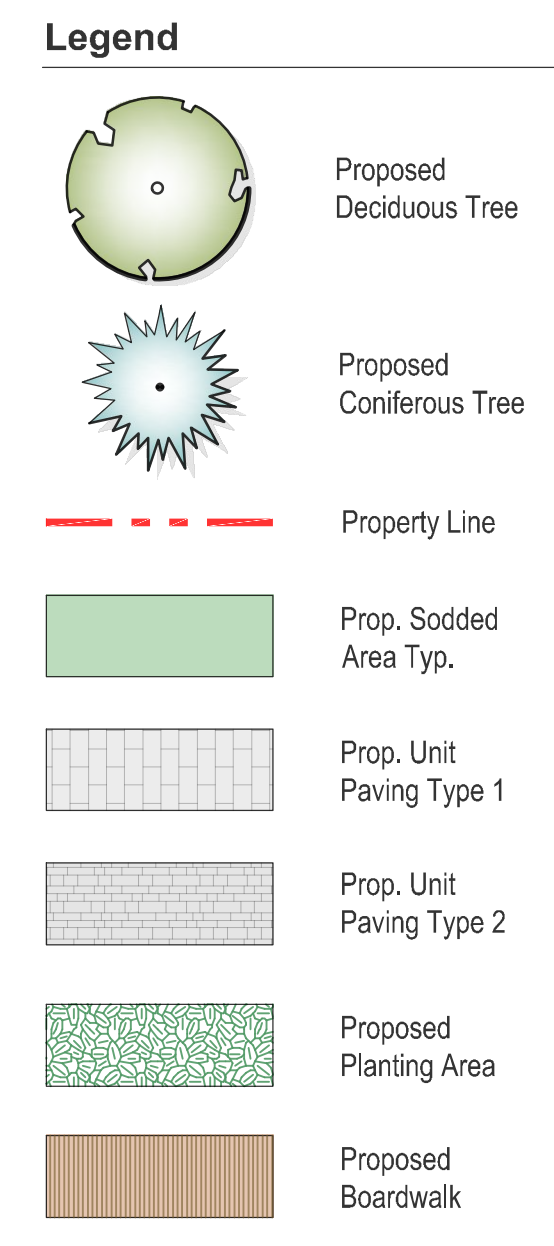 Legend
Proposed
Deciduous Tree
Proposed
Coniferous Tree
Property Line
Prop. Sodded
Area Typ.
Prop. Unit
Paving Type 1
Prop. Unit
Paving Type 2
Proposed
Planting Area
Proposed
Boardwalk